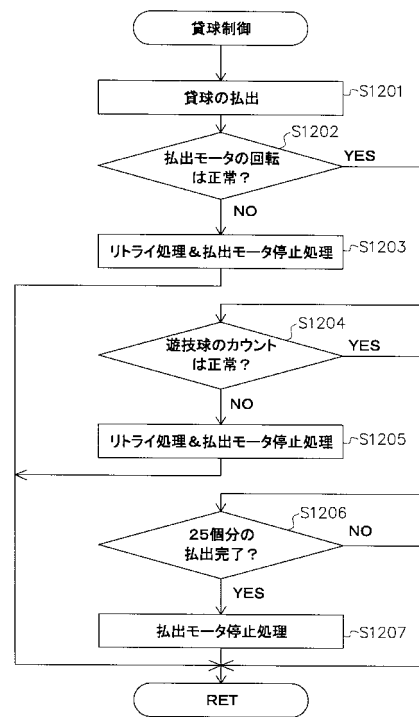 貸球制御
貸球の払出
S1201
S1202
払出モータの回転
は正常?
YES
NO
リトライ処理&払出モータ停止処理
S1203
S1204
遊技球のカウント
は正常?
YES
NO
リトライ処理&払出モータ停止処理
S1205
S1206
25個分の
払出完了?
NO
YES
払出モータ停止処理
S1207
RET